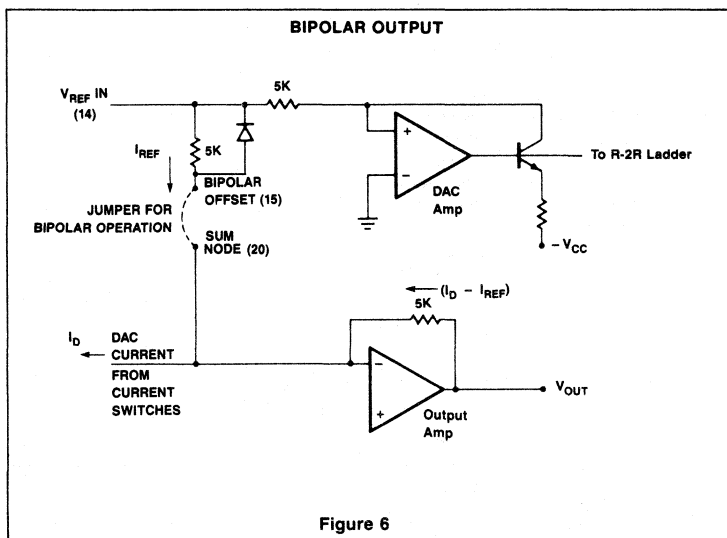 BIPOLAR OUTPUT
V_REF IN
(14)
5K
I_REF
5K
BIPOLAR
OFFSET (15)
JUMPER FOR
BIPOLAR OPERATION
SUM
NODE (20)
+
−
DAC
Amp
To R-2R Ladder
− V_CC
(I_D − I_REF)
5K
I_D
DAC
CURRENT
FROM
CURRENT
SWITCHES
−
+
Output
Amp
V_OUT
Figure 6